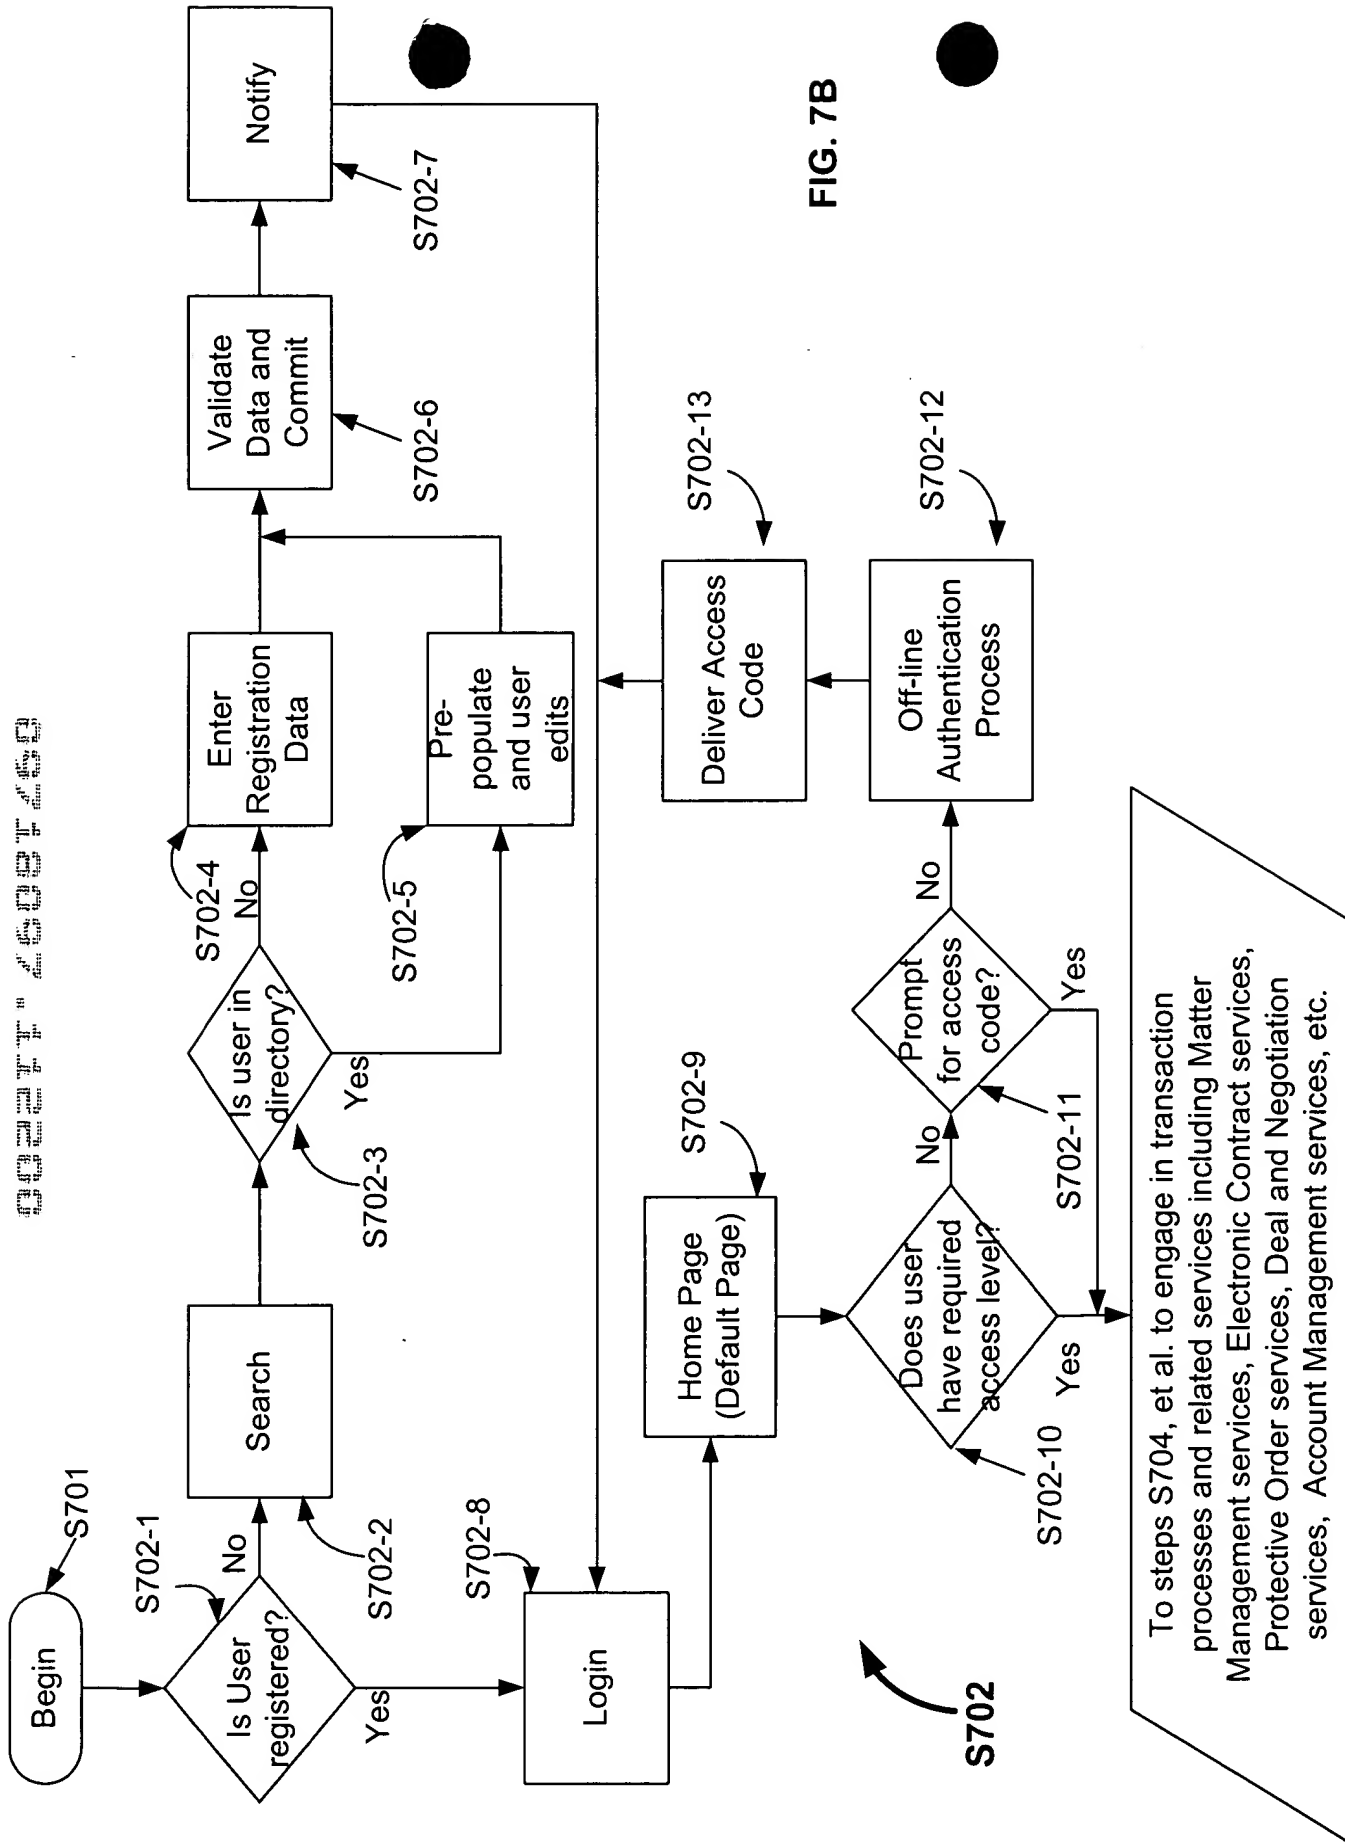 Begin
S701
Is User
registered?
S702-1
No
Yes
Search
S702-2
Is user in
directory?
S702-3
No
Yes
Enter
Registration
Data
S702-4
Pre-
populate
and user
edits
S702-5
Validate
Data and
Commit
S702-6
Notify
S702-7
Login
S702-8
Home Page
(Default Page)
S702-9
Does user
have required
access level?
S702-10
No
Yes
Prompt
for access
code?
S702-11
No
Yes
Off-line
Authentication
Process
S702-12
Deliver Access
Code
S702-13
To steps S704, et al. to engage in transaction
processes and related services including Matter
Management services, Electronic Contract services,
Protective Order services, Deal and Negotiation
services, Account Management services, etc.
S702
FIG. 7B